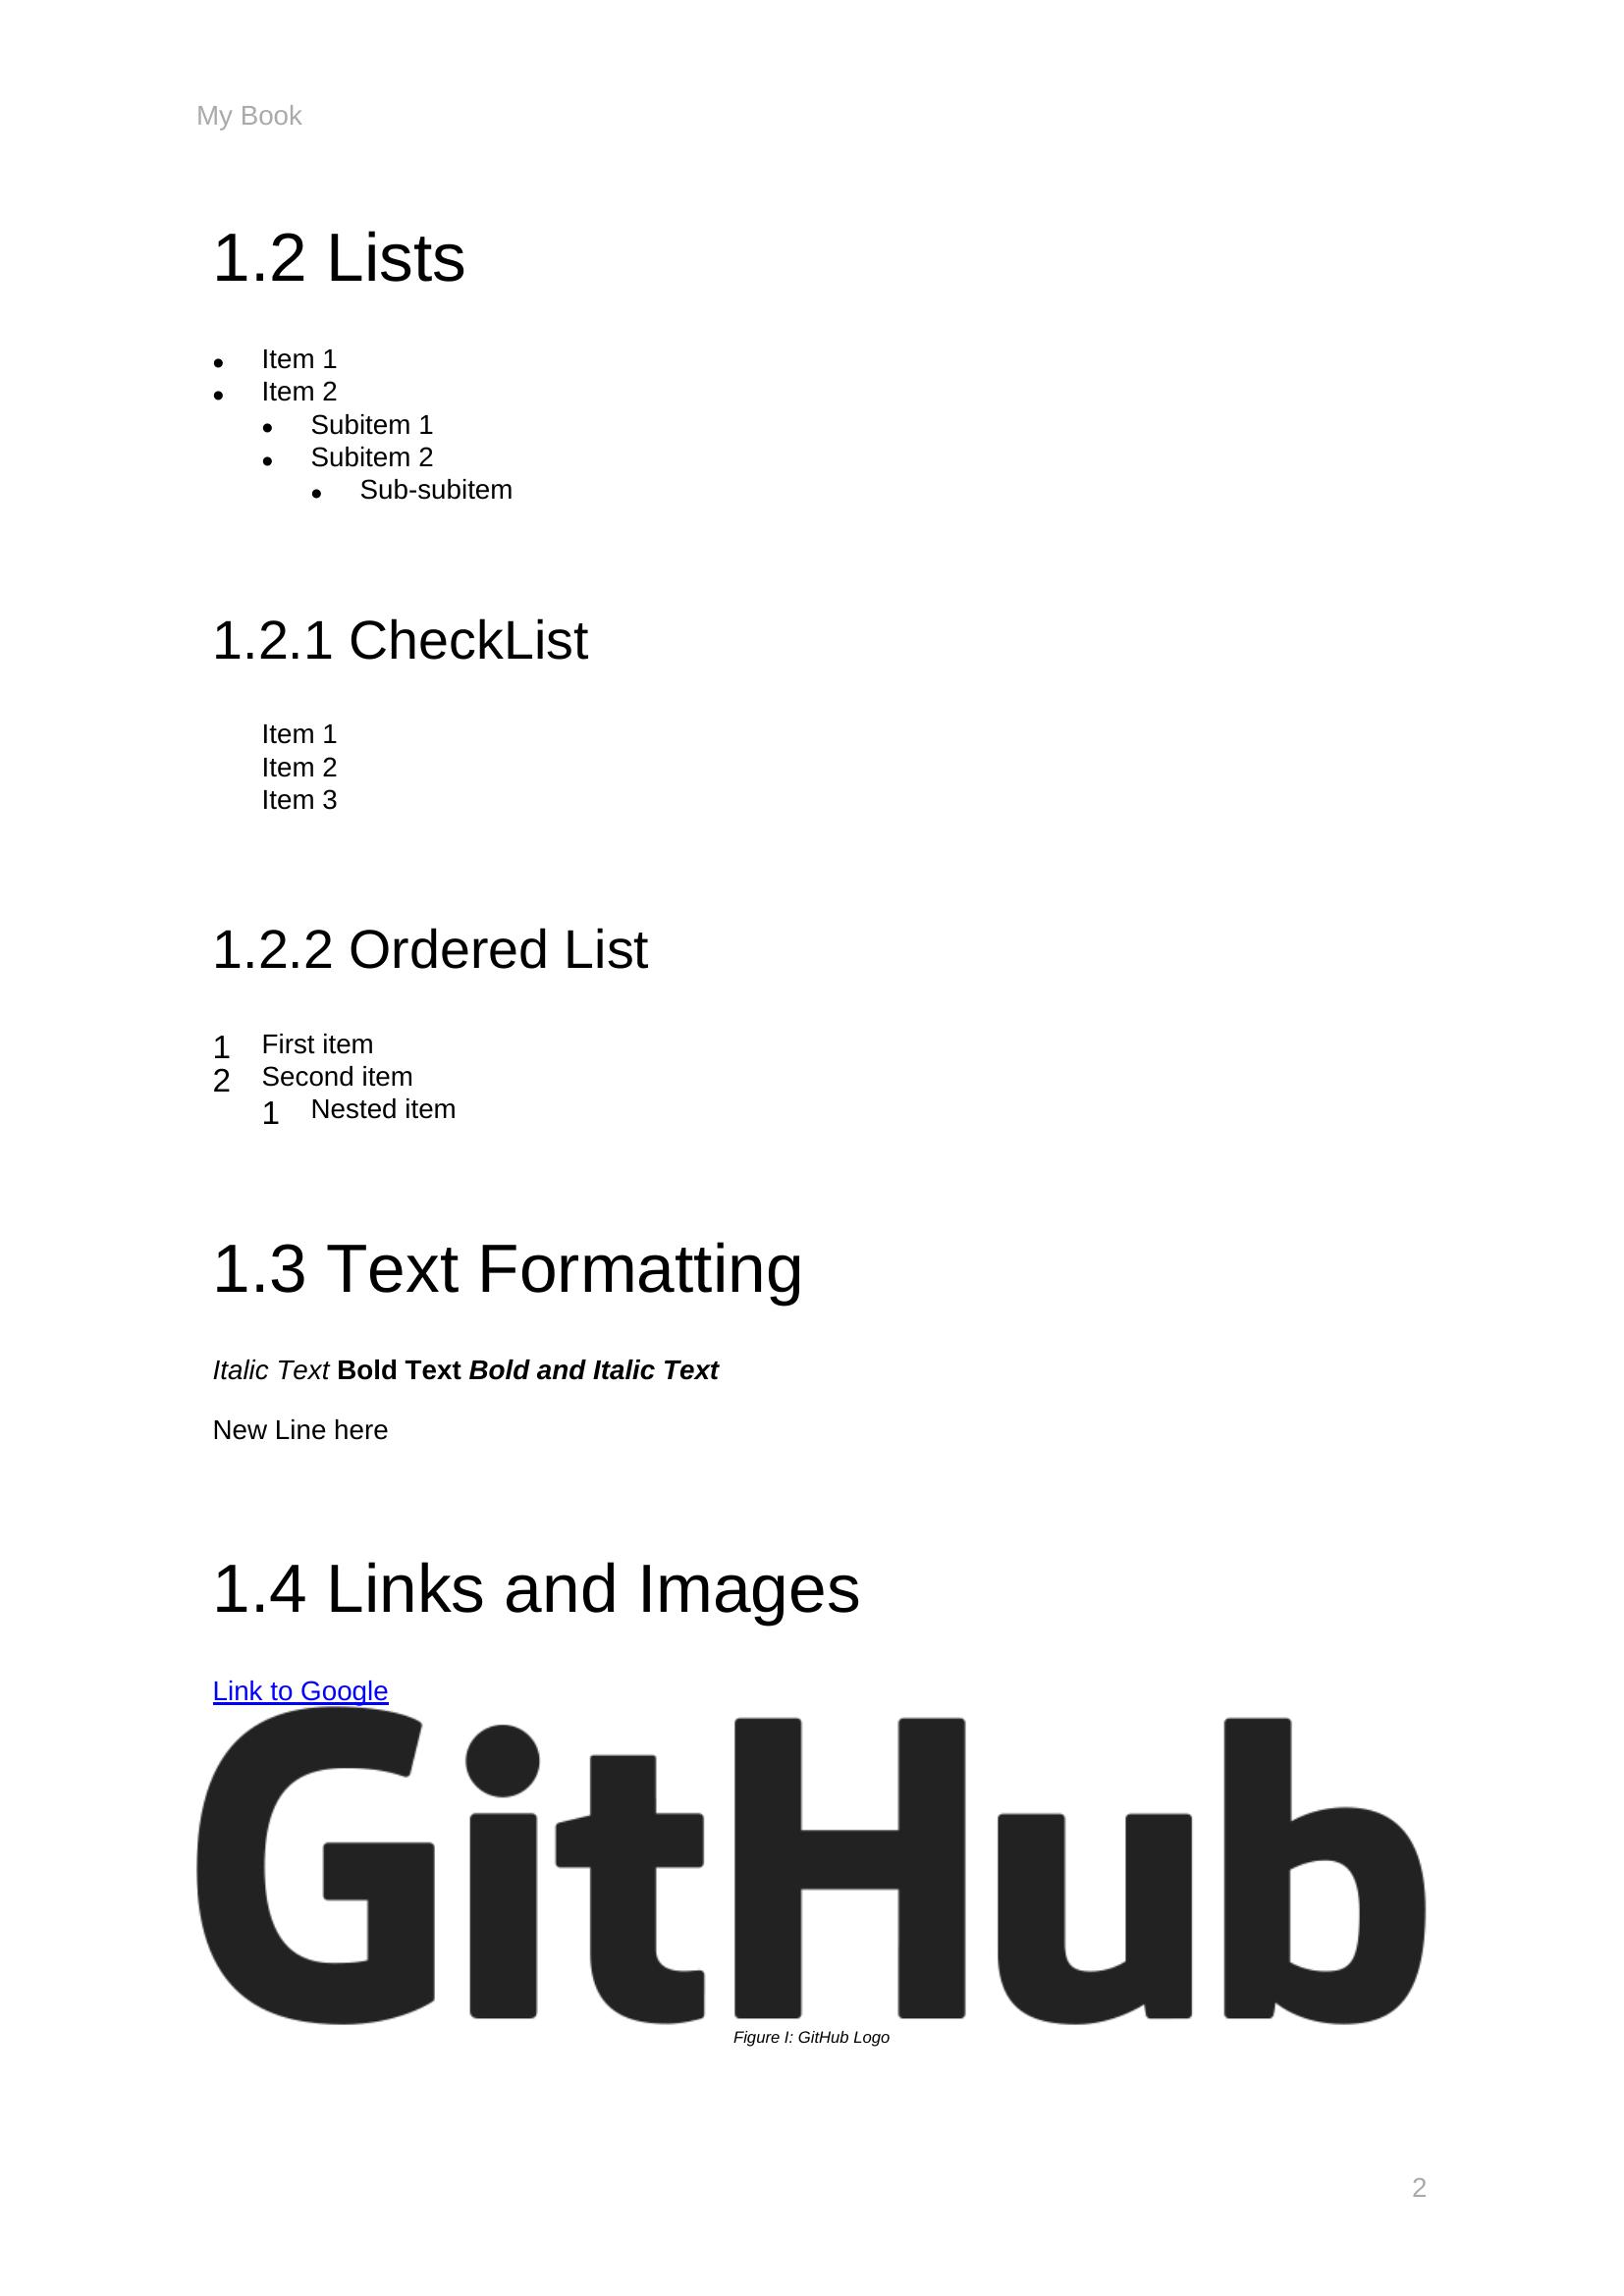 My Book
1.2 Lists
• Item 1
• Item 2
• Subitem 1
• Subitem 2
• Sub-subitem
1.2.1 CheckList
Item 1
Item 2
Item 3
1.2.2 Ordered List
1 First item
2 Second item
1 Nested item
1.3 Text Formatting
Italic Text Bold Text Bold and Italic Text
New Line here
1.4 Links and Images
Link to Google
GitHub
Figure I: GitHub Logo
2